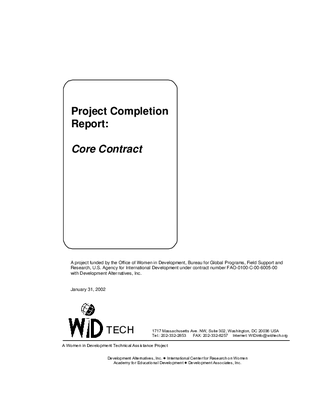 Project Completion
Report:
Core Contract
A project funded by the Office of Women in Development, Bureau for Global Programs, Field Support and
Research, U.S. Agency for International Development under contract number FAO-0100-C-00-6005-00
with Development Alternatives, Inc.
January 31, 2002
WID TECH
1717 Massachusetts Ave. NW, Suite 302, Washington, DC 20036 USA
Tel: 202-332-2853 FAX 202-332-8257 Internet: WIDinfo@widtech.org
A Women in Development Technical Assistance Project
Development Alternatives, Inc. • International Center for Research on Women
Academy for Educational Development • Development Associates, Inc.